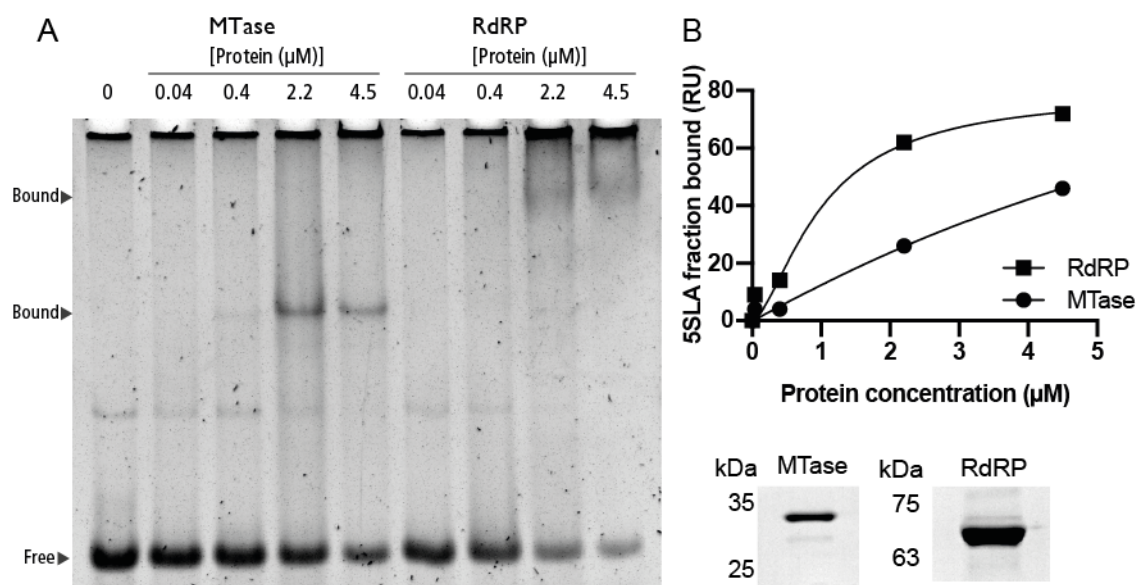 A
MTase
[Protein (µM)]
RdRP
[Protein (µM)]
0 0.04 0.4 2.2 4.5 0.04 0.4 2.2 4.5
Bound
Bound
Free
B
5SLA fraction bound (RU)
80
60
40
20
0
0 1 2 3 4 5
RdRP
MTase
Protein concentration (µM)
kDa MTase
35
25
kDa RdRP
75
63